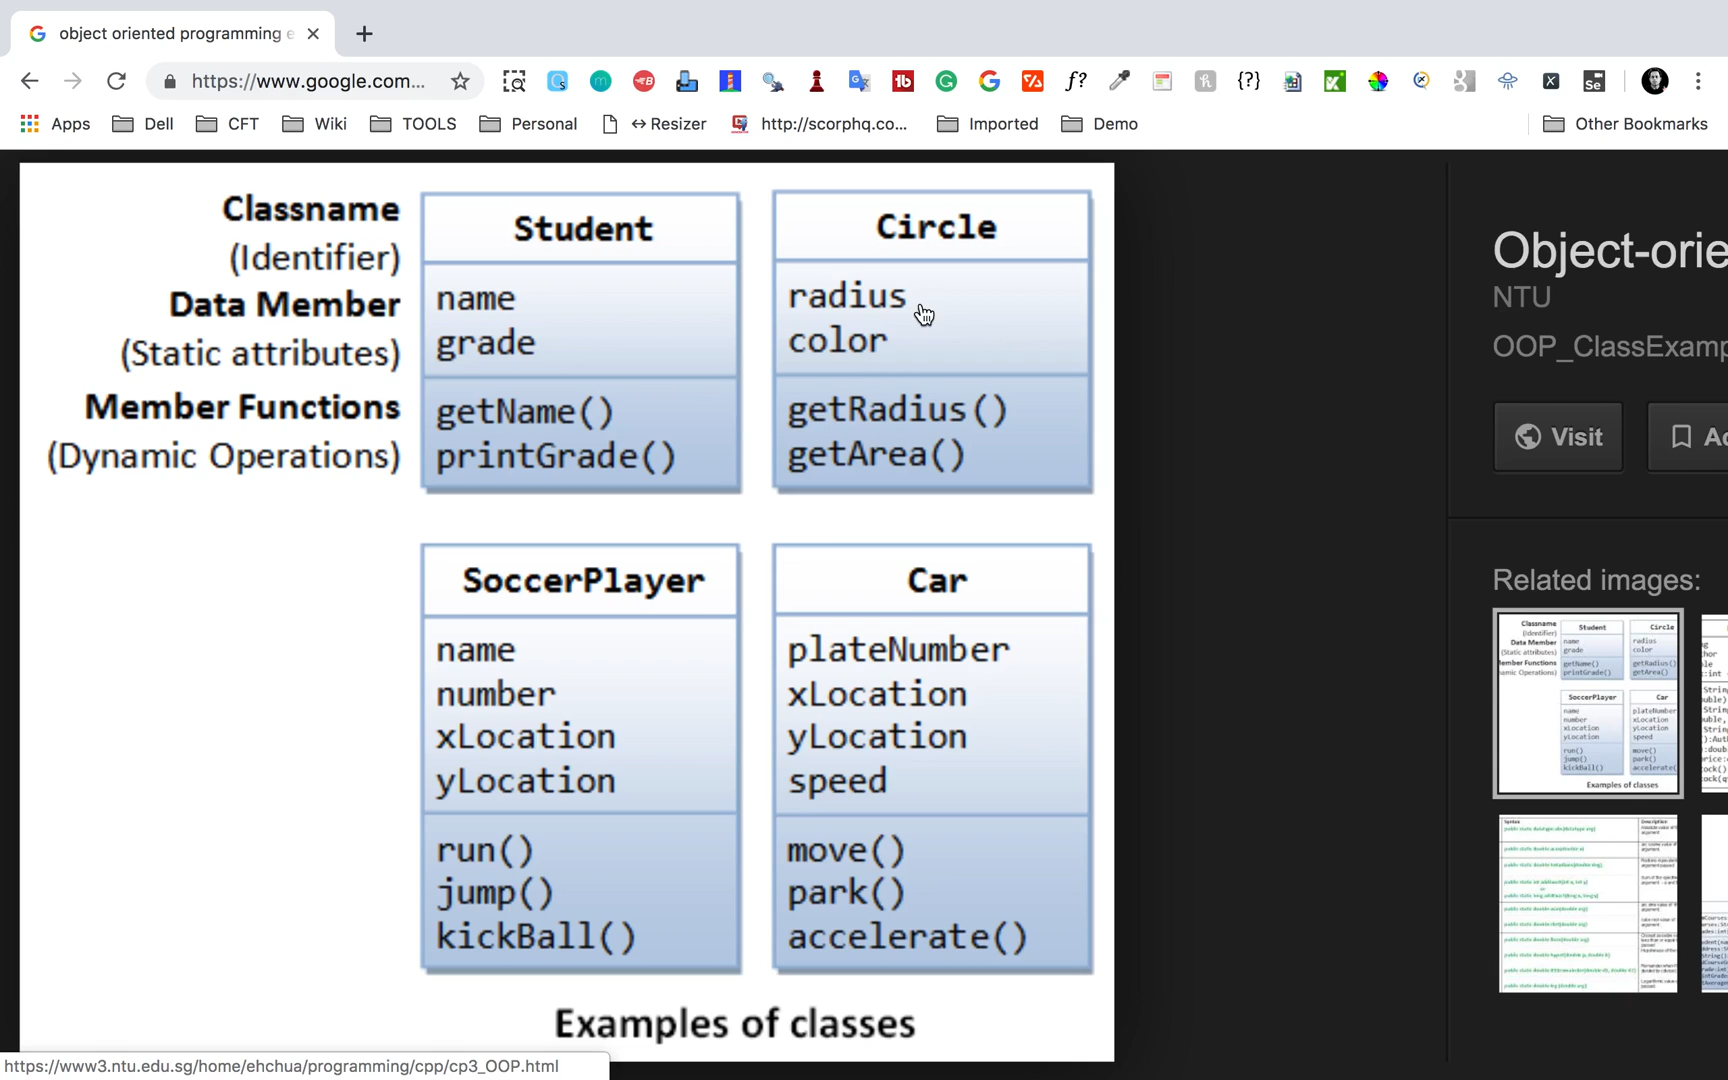 object oriented programming e
https://www.google.com...
Apps
Dell
CFT
Wiki
TOOLS
Personal
↔Resizer
http://scorphq.co...
Imported
Demo
Other Bookmarks
Classname
(Identifier)
Data Member
(Static attributes)
Member Functions
(Dynamic Operations)
Student
name
grade
getName()
printGrade()
Circle
radius
color
getRadius()
getArea()
SoccerPlayer
name
number
xLocation
yLocation
run()
jump()
kickBall()
Car
plateNumber
xLocation
yLocation
speed
move()
park()
accelerate()
Examples of classes
https://www3.ntu.edu.sg/home/ehchua/programming/cpp/cp3_OOP.html
Object-orie
NTU
OOP_ClassExamp
Visit
Related images: